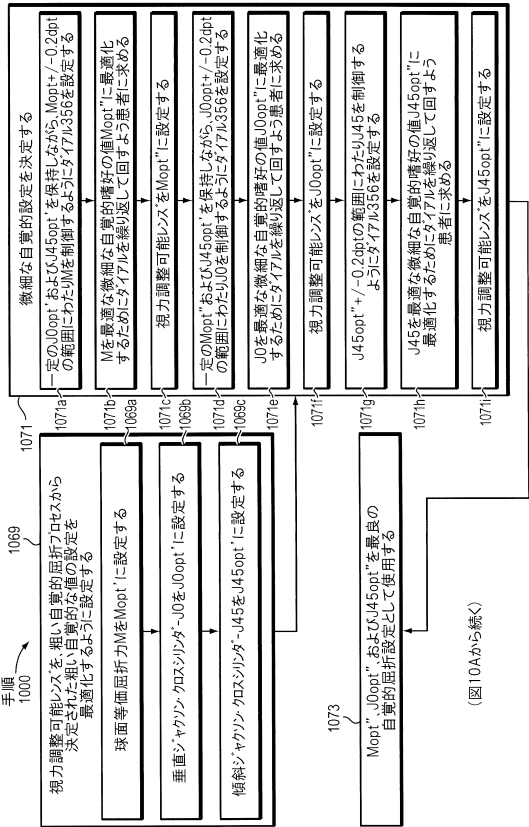 手順
1000
1069
視力調整可能レンズを、粗い自覚的屈折プロセスから
決定された粗い自覚的な値の設定を
最適化するように設定する
1069a
球面等価屈折力MをMopt'に設定する
1069b
垂直ジャクソン・クロスシリンダーJ0をJ0opt'に設定する
1069c
傾斜ジャクソン・クロスシリンダーJ45をJ45opt'に設定する
1071
微細な自覚的設定を決定する
1071a
一定のJ0opt'およびJ45opt'を保持しながら、Mopt+/-0.2dpt
の範囲にわたりMを制御するようにダイアル356を設定する
1071b
Mを最適な微細な自覚的嗜好の値Mopt"に最適化
するためにダイアルを繰り返して回すよう患者に求める
1071c
視力調整可能レンズをMopt"に設定する
1071d
一定のMopt"およびJ45opt'を保持しながら、J0opt+/-0.2dpt
の範囲にわたりJ0を制御するようにダイアル356を設定する
1071e
J0を最適な微細な自覚的嗜好の値J0opt"に最適化
するためにダイアルを繰り返して回すよう患者に求める
1071f
視力調整可能レンズをJ0opt"に設定する
1071g
J45opt"+/-0.2dptの範囲にわたりJ45を制御する
ようにダイアル356を設定する
1071h
J45を最適な微細な自覚的嗜好の値J45opt"に
最適化するためにダイアルを繰り返して回すよう
患者に求める
1071i
視力調整可能レンズをJ45opt"に設定する
1073
Mopt"、J0opt"、およびJ45opt"を最良の
自覚的屈折設定として使用する
(図10Aから続く)